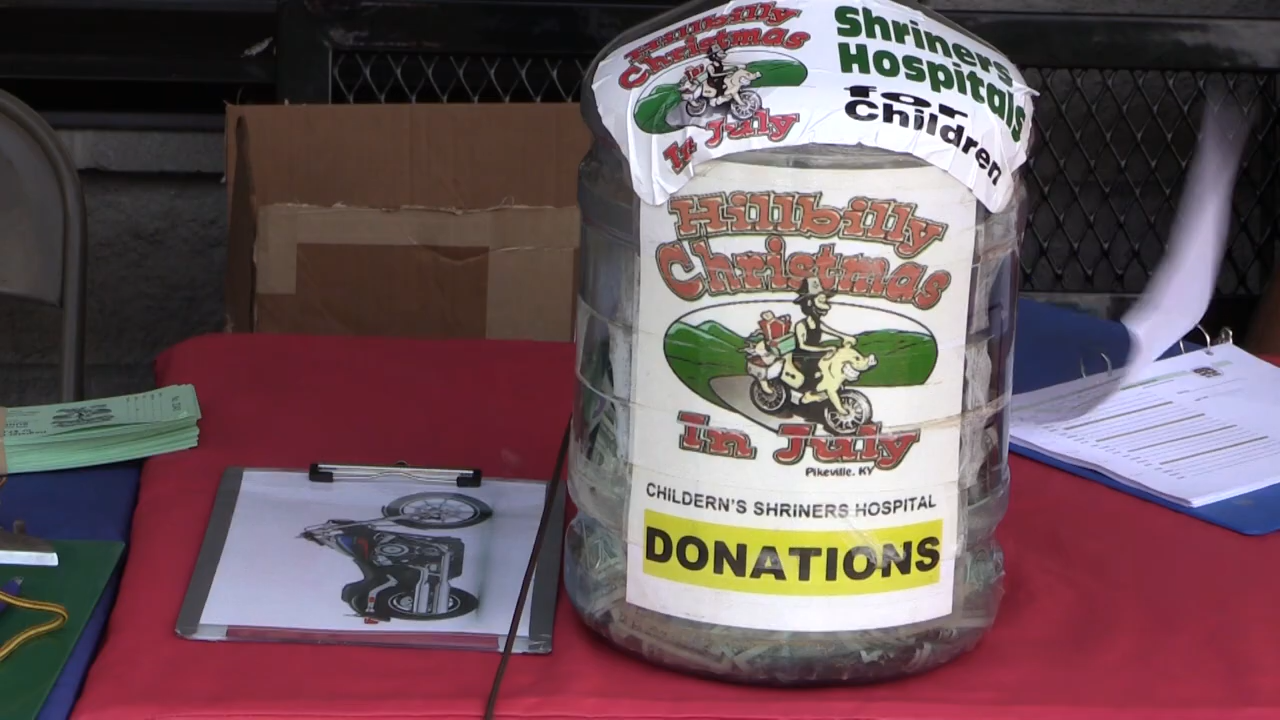 Hillbilly
Christmas
In July
Shriners
Hospitals
for
Children
Hillbilly
Christmas
In July
Pikeville, KY
CHILDERN'S SHRINERS HOSPITAL
DONATIONS